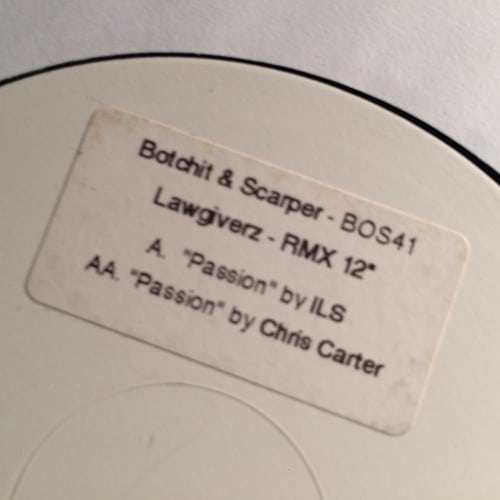 Botchit & Scarper - BOS41
Lawgiverz - RMX 12"
A. "Passion" by ILS
AA. "Passion" by Chris Carter